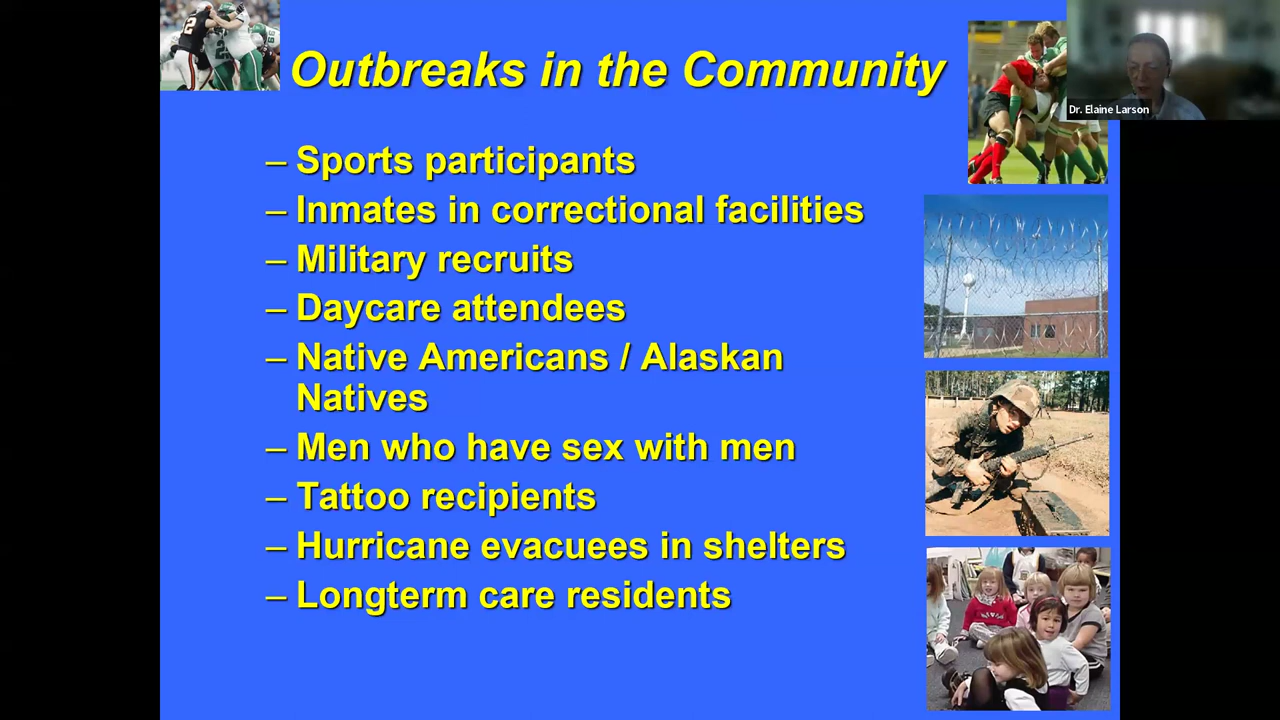 Outbreaks in the Community
Dr. Elaine Larson
– Sports participants
– Inmates in correctional facilities
– Military recruits
– Daycare attendees
– Native Americans / Alaskan
Natives
– Men who have sex with men
– Tattoo recipients
– Hurricane evacuees in shelters
– Longterm care residents